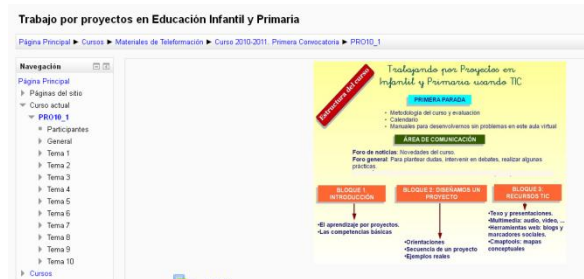 Trabajo por proyectos en Educación Infantil y Primaria
Página Principal ► Cursos ► Materiales de Teleformación ► Curso 2010-2011. Primera Convocatoria ► PRO10_1
Navegación
Página Principal
Páginas del sitio
Curso actual
PRO10_1
Participantes
General
Tema 1
Tema 2
Tema 3
Tema 4
Tema 5
Tema 6
Tema 7
Tema 8
Tema 9
Tema 10
Cursos
Estructura del curso
Trabajando por Proyectos en
Infantil y Primaria usando TIC
PRIMERA PARADA
• Metodología del curso y evaluación
• Calendario
• Manuales para desenvolvernos sin problemas en este aula virtual
ÁREA DE COMUNICACIÓN
Foro de noticias: Novedades del curso.
Foro general: Para plantear dudas, intervenir en debates, realizar algunas
prácticas.
BLOQUE 1:
INTRODUCCIÓN
•El aprendizaje por proyectos.
•Las competencias básicas
BLOQUE 2: DISEÑAMOS UN
PROYECTO
•Orientaciones
•Secuencia de un proyecto
•Ejemplos reales
BLOQUE 3:
RECURSOS TIC
•Texo y presentaciones.
•Multimedia: audio, video, ...
•Herramientas web: blogs y
marcadores sociales.
•Cmaptools: mapas
conceptuales